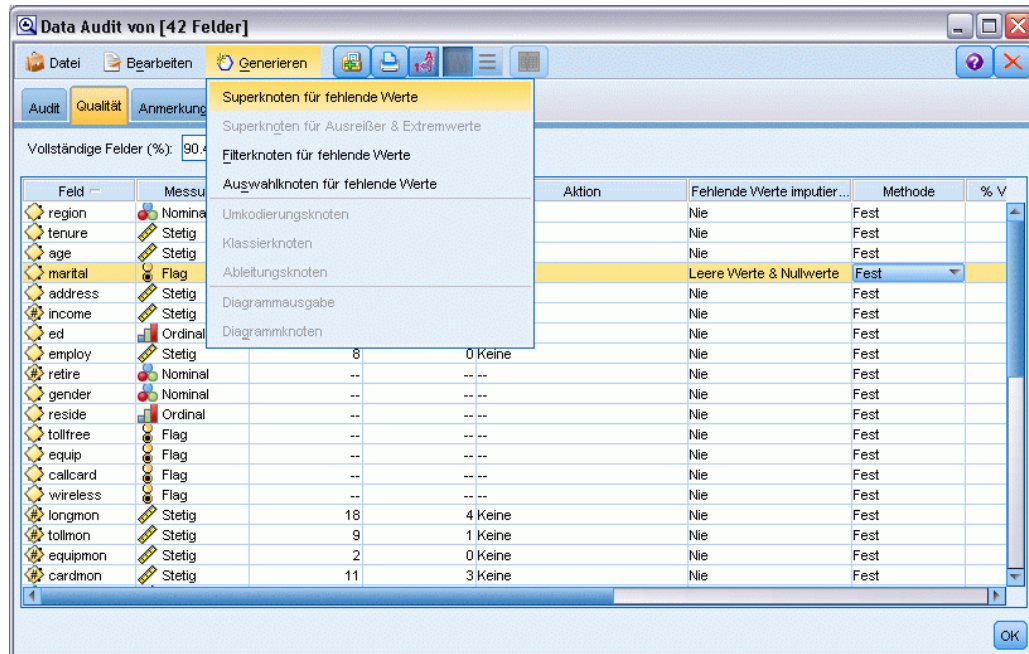 Data Audit von [42 Felder]
Datei Bearbeiten Generieren
Audit Qualität
Superknoten für fehlende Werte
Superknoten für Ausreißer & Extremwerte
Filterknoten für fehlende Werte
Auswahlknoten für fehlende Werte
Umkodierungsknoten
Klassierknoten
Ableitungsknoten
Diagrammausgabe
Diagrammknoten
Vollständige Felder (%):
Feld Aktion Fehlende Werte imputier... Methode
region Nie Fest
tenure Stetig Nie Fest
age Stetig Nie Fest
marital Flag Leere Werte & Nullwerte Fest
address Stetig Nie Fest
income Stetig Nie Fest
ed Ordinal Nie Fest
employ Stetig 8 0 Keine Nie Fest
retire Nominal -- -- -- Nie Fest
gender Nominal -- -- -- Nie Fest
reside Ordinal -- -- -- Nie Fest
tollfree Flag -- -- -- Nie Fest
equip Flag -- -- -- Nie Fest
callcard Flag -- -- -- Nie Fest
wireless Flag -- -- -- Nie Fest
longmon Stetig 18 4 Keine Nie Fest
tollmon Stetig 9 1 Keine Nie Fest
equipmon Stetig 2 0 Keine Nie Fest
cardmon Stetig 11 3 Keine Nie Fest
OK